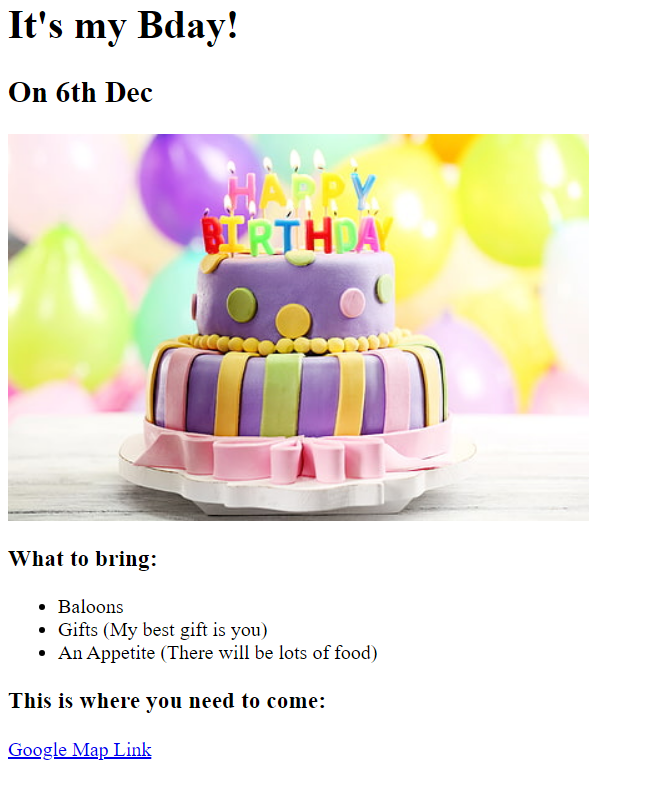 It's my Bday!
On 6th Dec
HAPPY
BIRTHDAY
What to bring:
Baloons
Gifts (My best gift is you)
An Appetite (There will be lots of food)
This is where you need to come:
Google Map Link